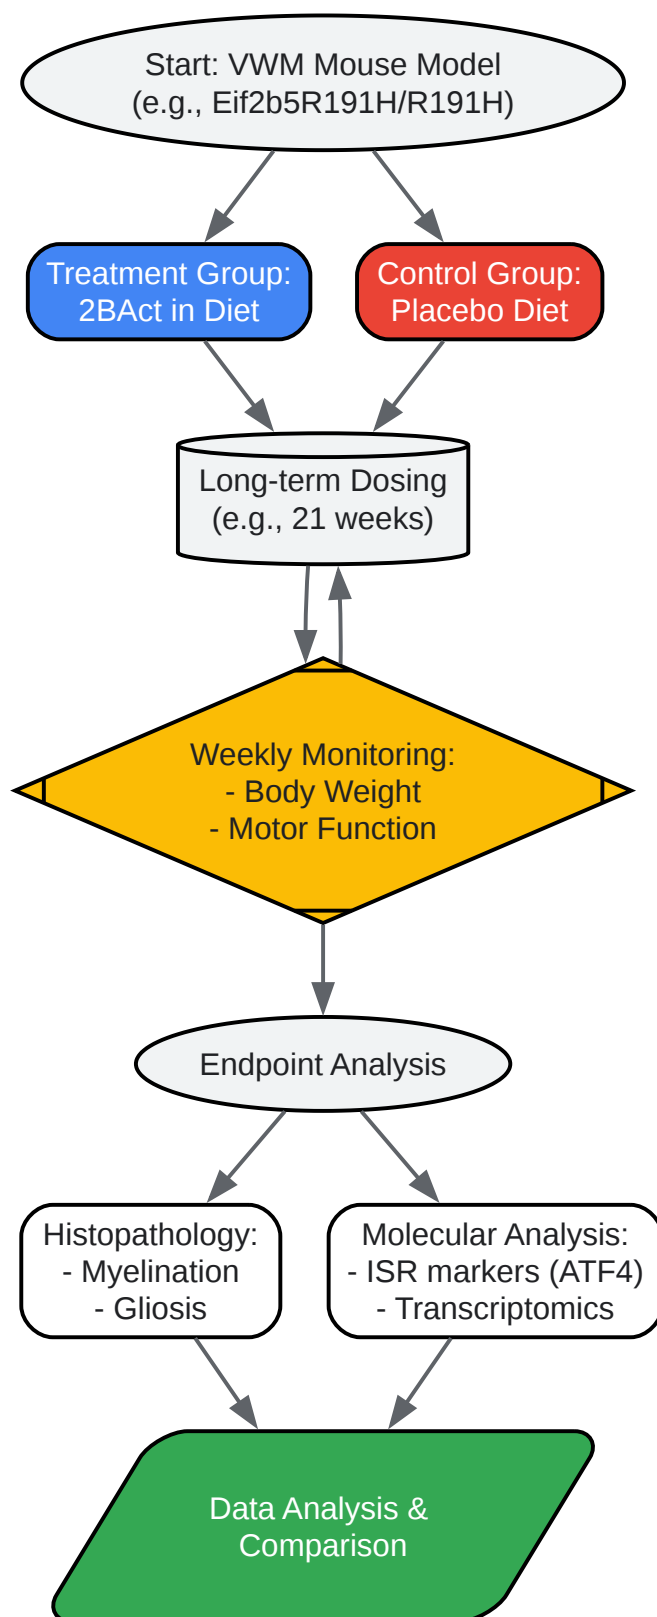 Start: VWM Mouse Model
(e.g., Eif2b5R191H/R191H)
Treatment Group:
2BAct in Diet
Control Group:
Placebo Diet
Long-term Dosing
(e.g., 21 weeks)
Weekly Monitoring:
- Body Weight
- Motor Function
Endpoint Analysis
Histopathology:
- Myelination
- Gliosis
Molecular Analysis:
- ISR markers (ATF4)
- Transcriptomics
Data Analysis &
Comparison